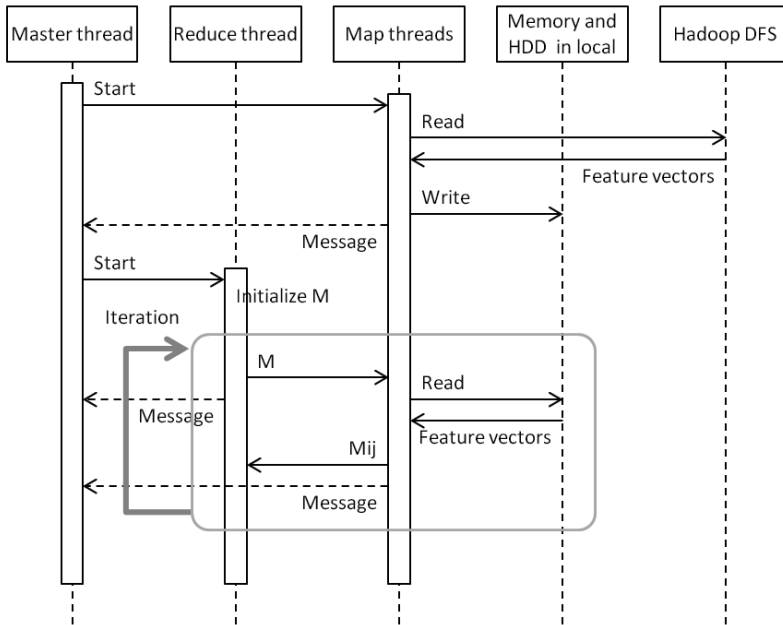 Master thread
Reduce thread
Map threads
Memory and
HDD in local
Hadoop DFS
Start
Read
Feature vectors
Write
Message
Start
Initialize M
Iteration
M
Read
Message
Feature vectors
Mij
Message